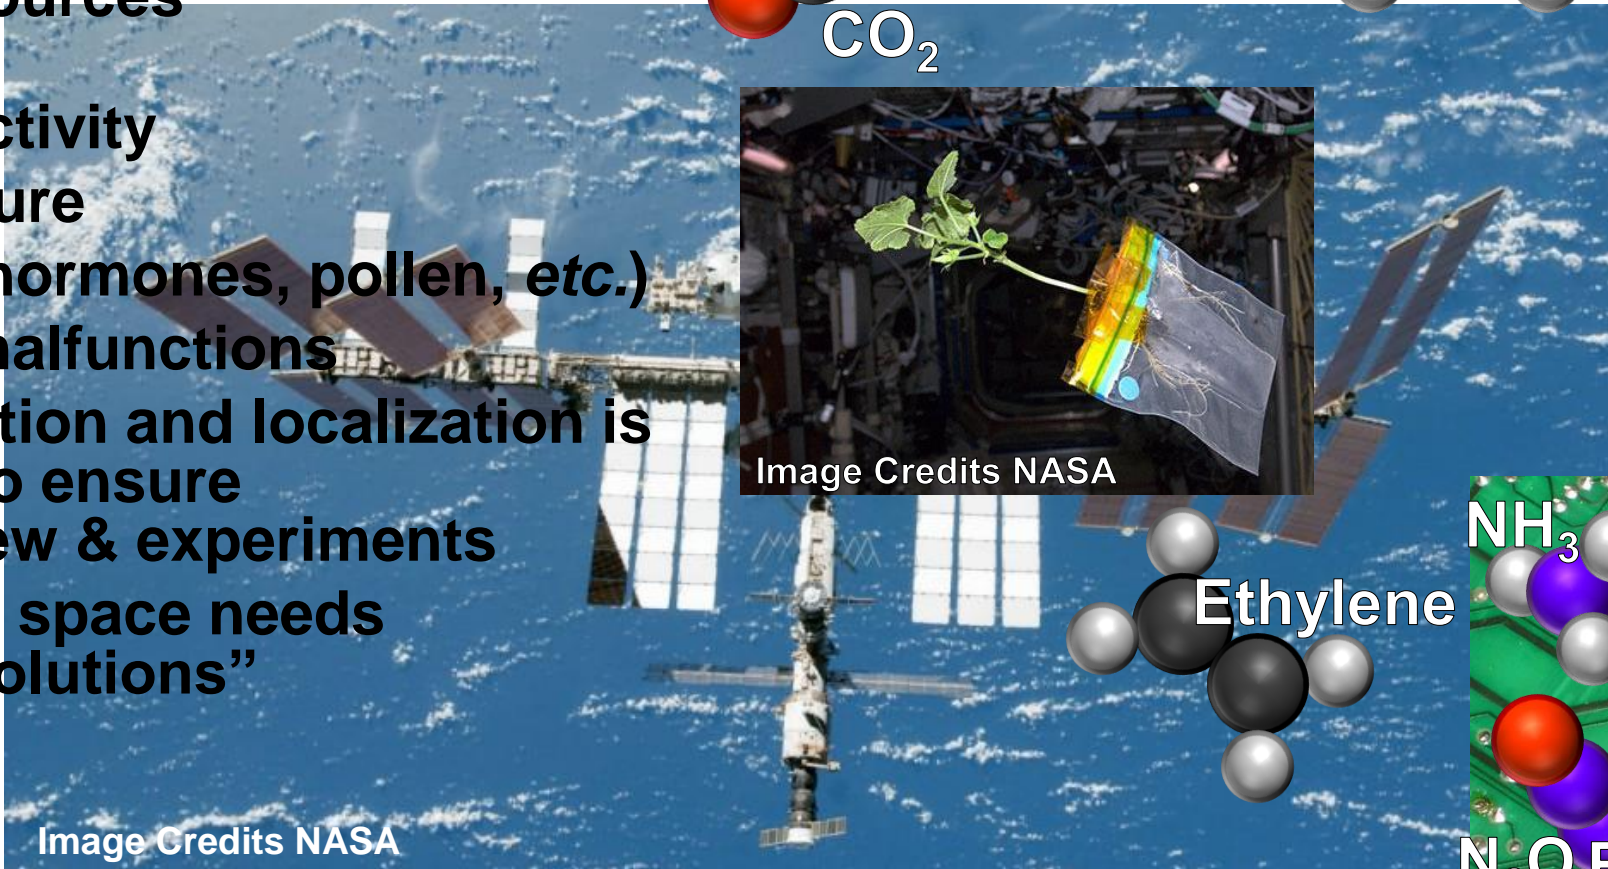 ources
CO₂
ctivity
ure
hormones, pollen, etc.)
nalfunctions
tion and localization is
o ensure
ew & experiments
space needs
olutions”
Image Credits NASA
NH₃
Ethylene
Image Credits NASA